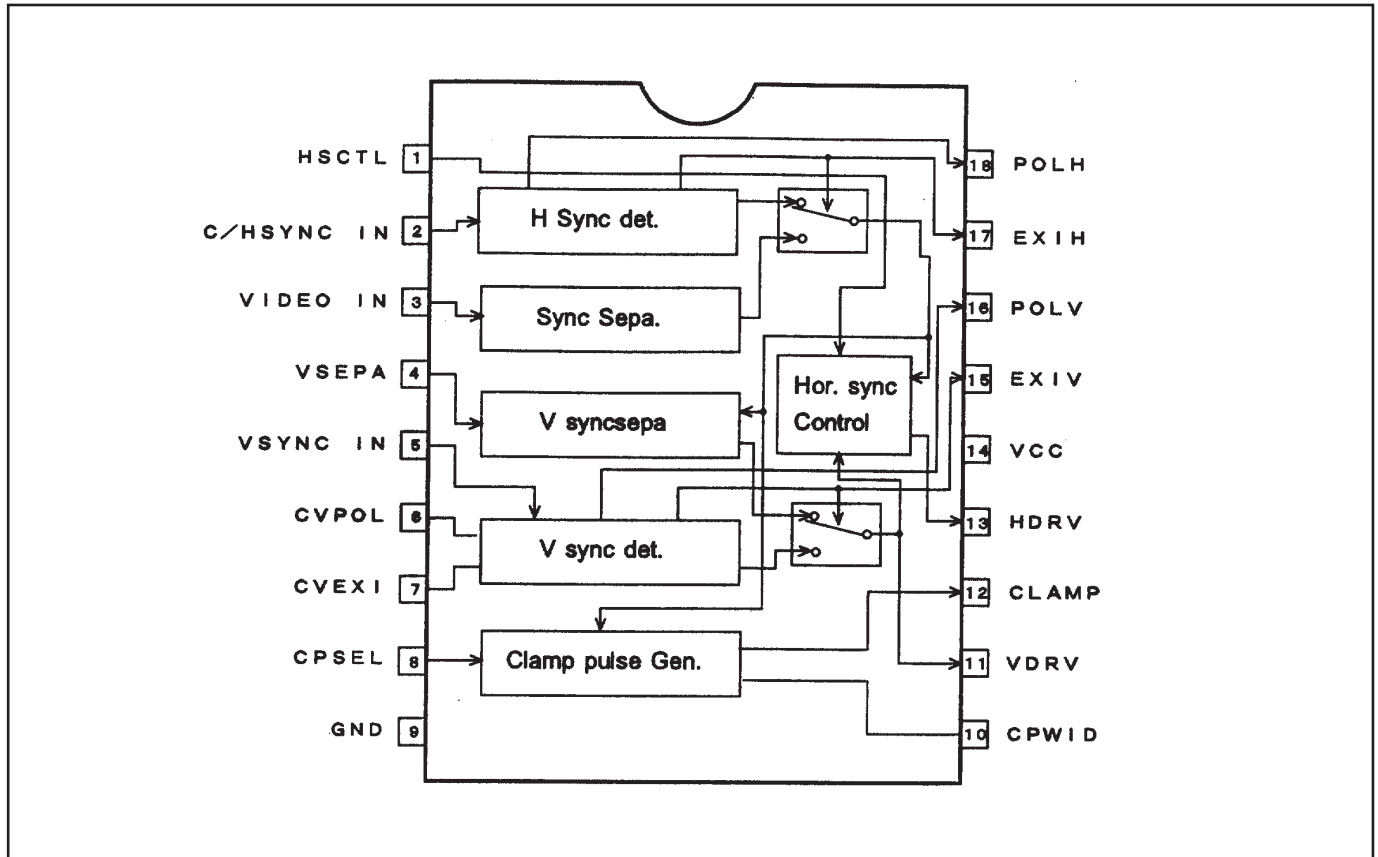 HSCTL 1
C/HSYNC IN 2
VIDEO IN 3
VSEPA 4
VSYNC IN 5
CVPOL 6
CVEXI 7
CPSEL 8
GND 9
H Sync det.
Sync Sepa.
V syncsepa
V sync det.
Clamp pulse Gen.
Hor. sync
Control
18 POLH
17 EXIH
16 POLV
15 EXIV
14 VCC
13 HDRV
12 CLAMP
11 VDRV
10 CPWID